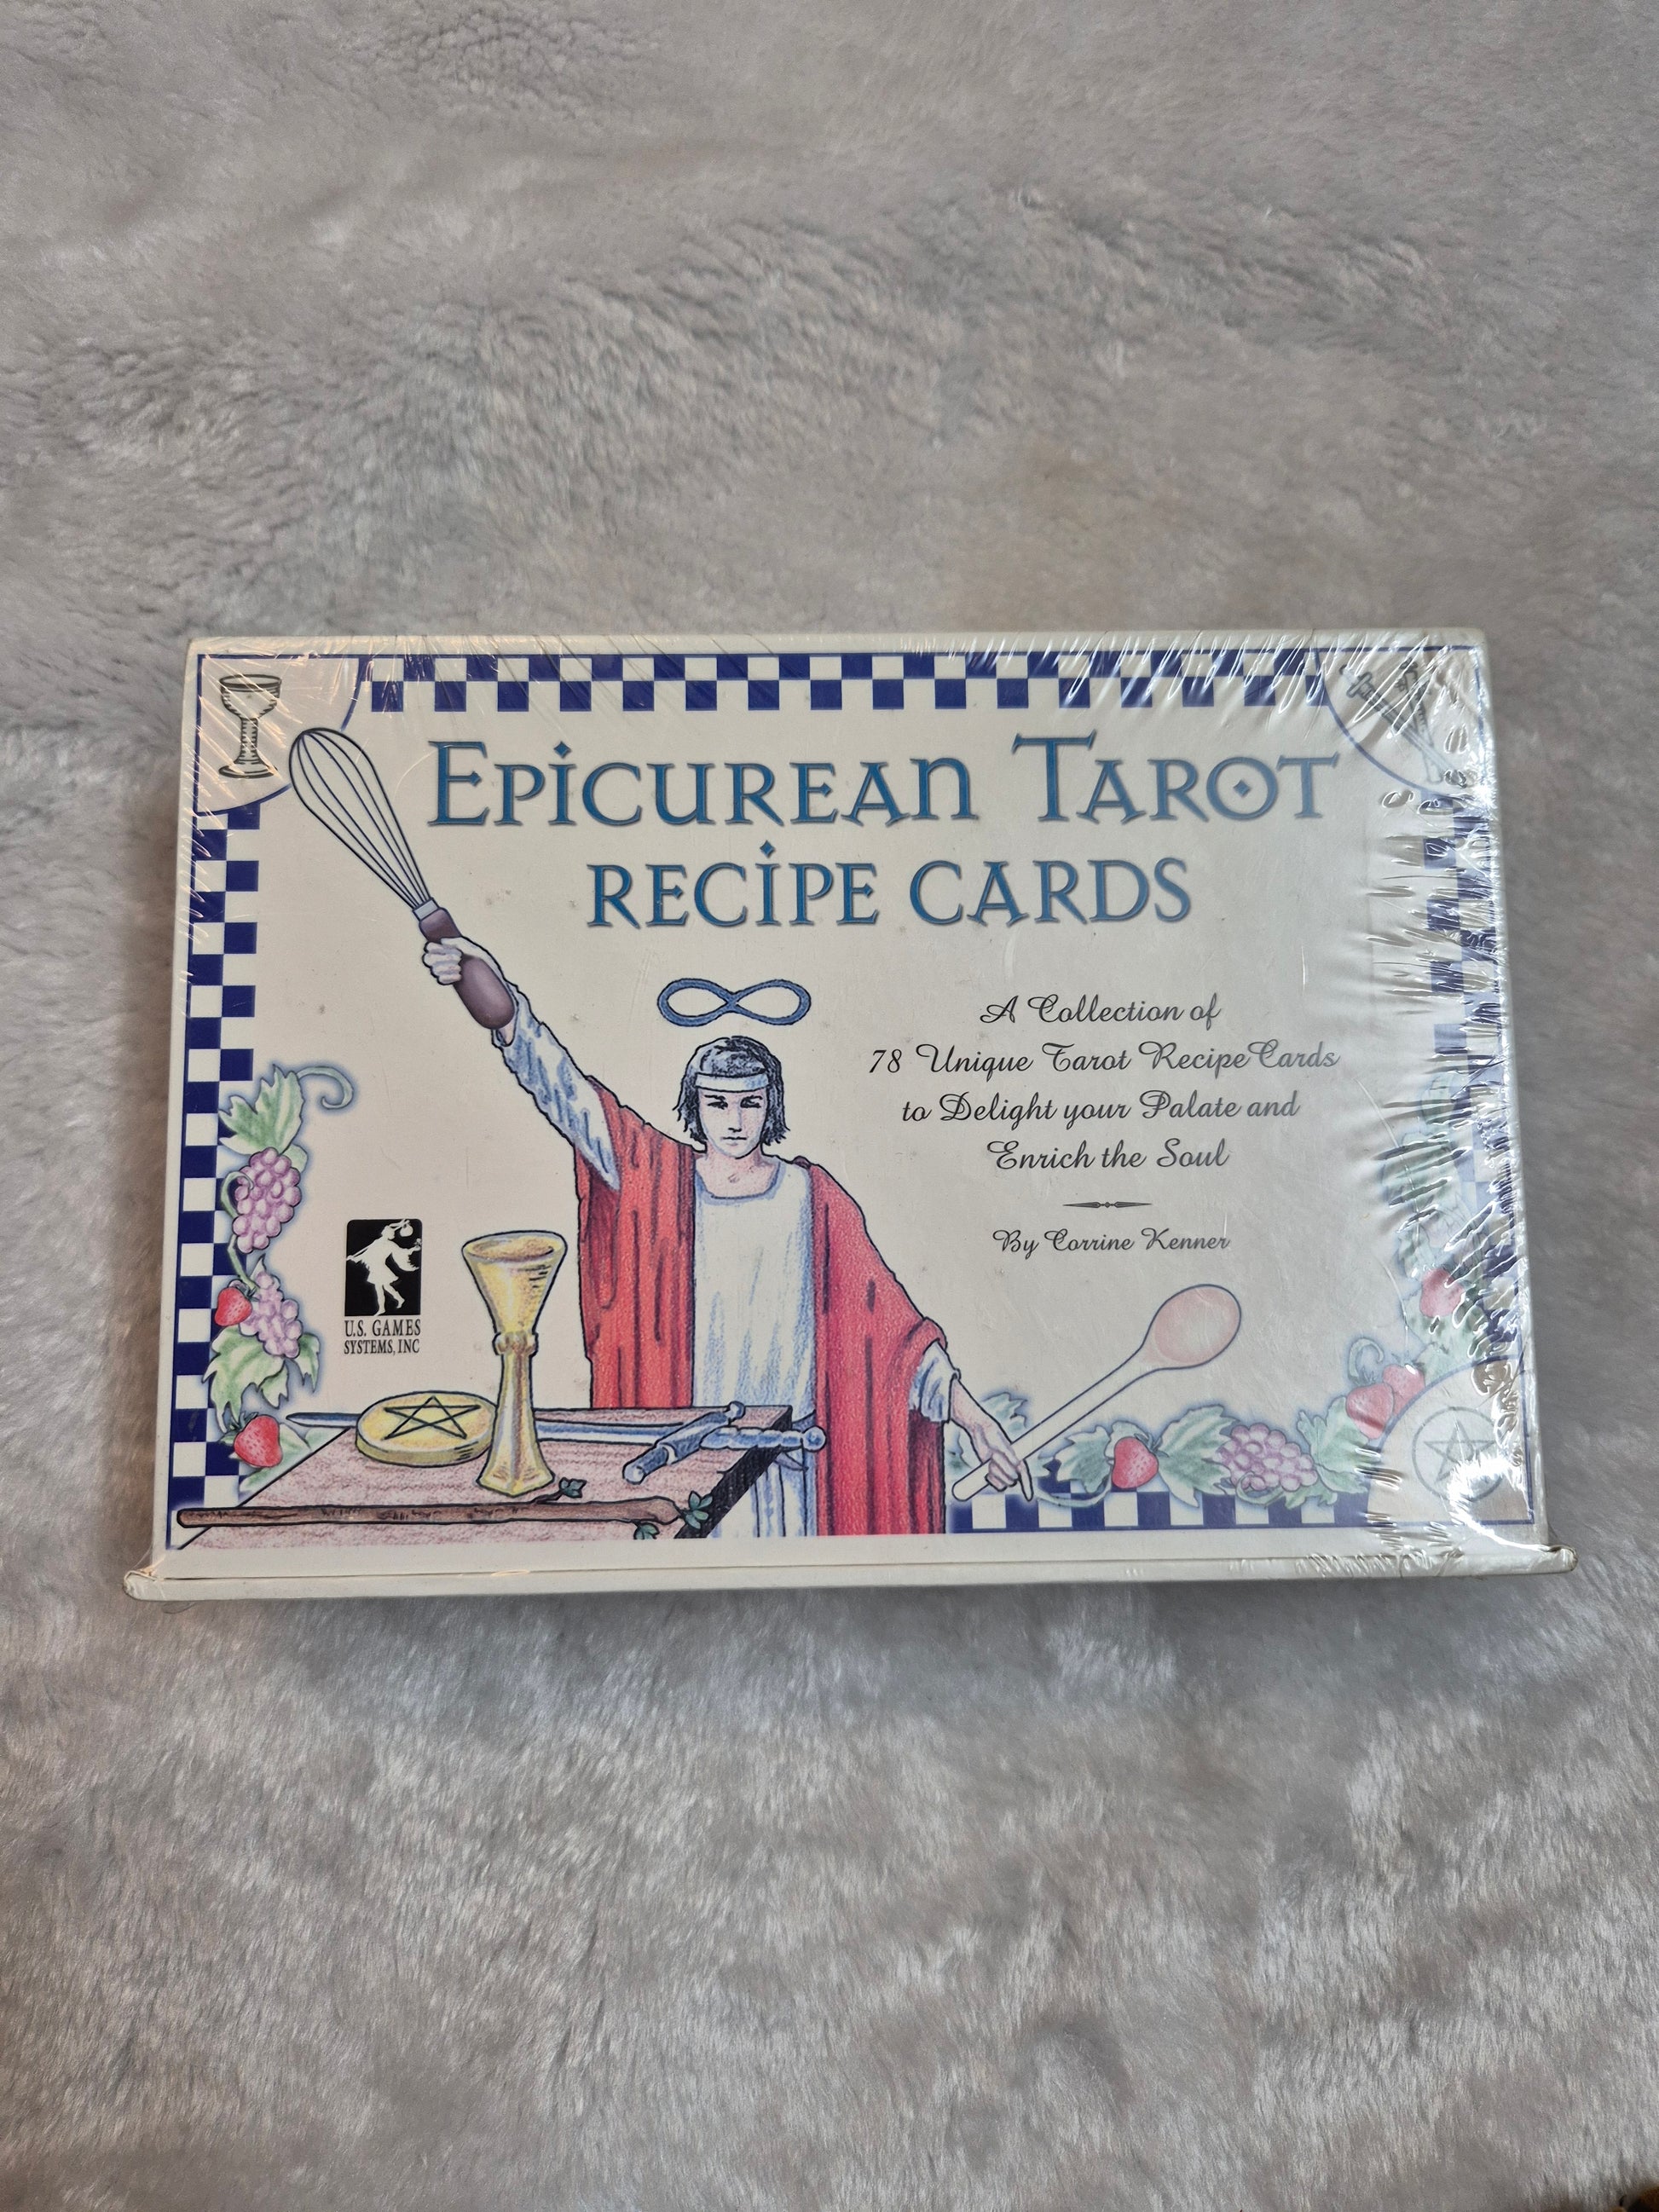 Epicurean Tarot
Recipe Cards
A Collection of
78 Unique Tarot Recipe Cards
to Delight your Palate and
Enrich the Soul
By Corrine Kenner
U.S. GAMES
SYSTEMS, INC